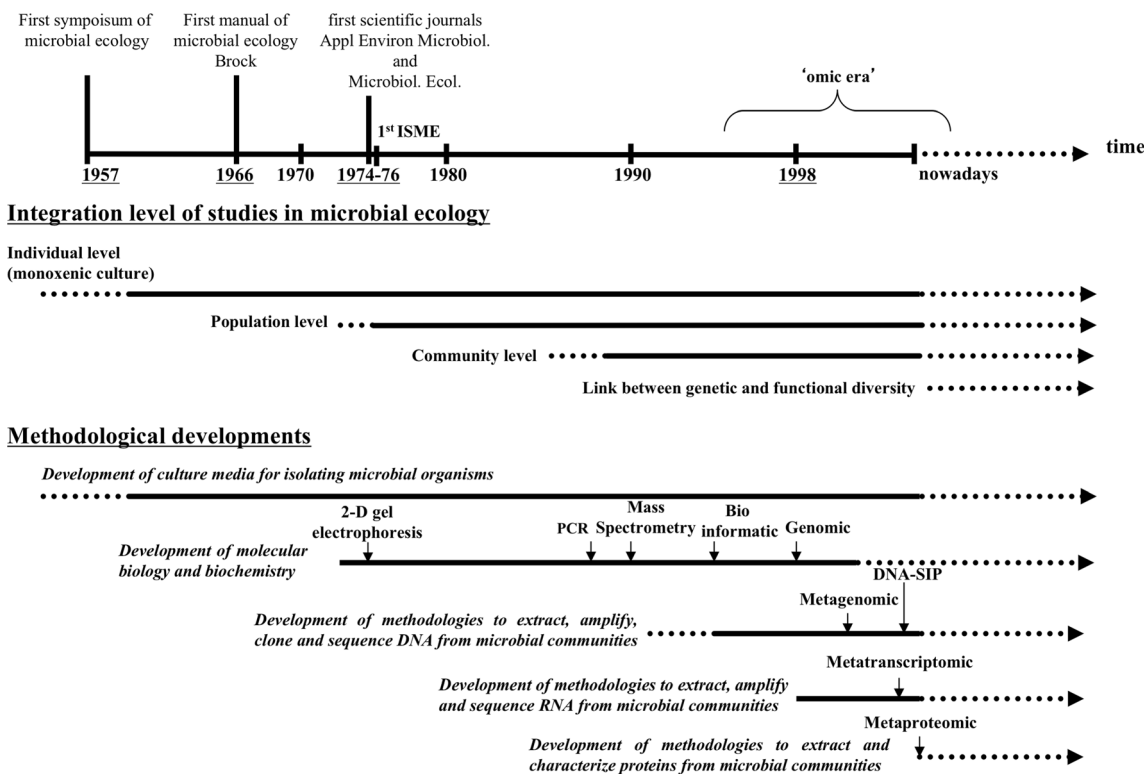 First sympoisum of
microbial ecology
First manual of
microbial ecology
Brock
first scientific journals
Appl Environ Microbiol.
and
Microbiol. Ecol.
1st ISME
‘omic era’
time
1957
1966
1970
1974-76
1980
1990
1998
nowadays
Integration level of studies in microbial ecology
Individual level
(monoxenic culture)
Population level
Community level
Link between genetic and functional diversity
Methodological developments
Development of culture media for isolating microbial organisms
2-D gel
electrophoresis
PCR
Mass
Spectrometry
Bio
informatic
Genomic
Development of molecular
biology and biochemistry
DNA-SIP
Metagenomic
Development of methodologies to extract, amplify,
clone and sequence DNA from microbial communities
Metatranscriptomic
Development of methodologies to extract, amplify
and sequence RNA from microbial communities
Metaproteomic
Development of methodologies to extract and
characterize proteins from microbial communities